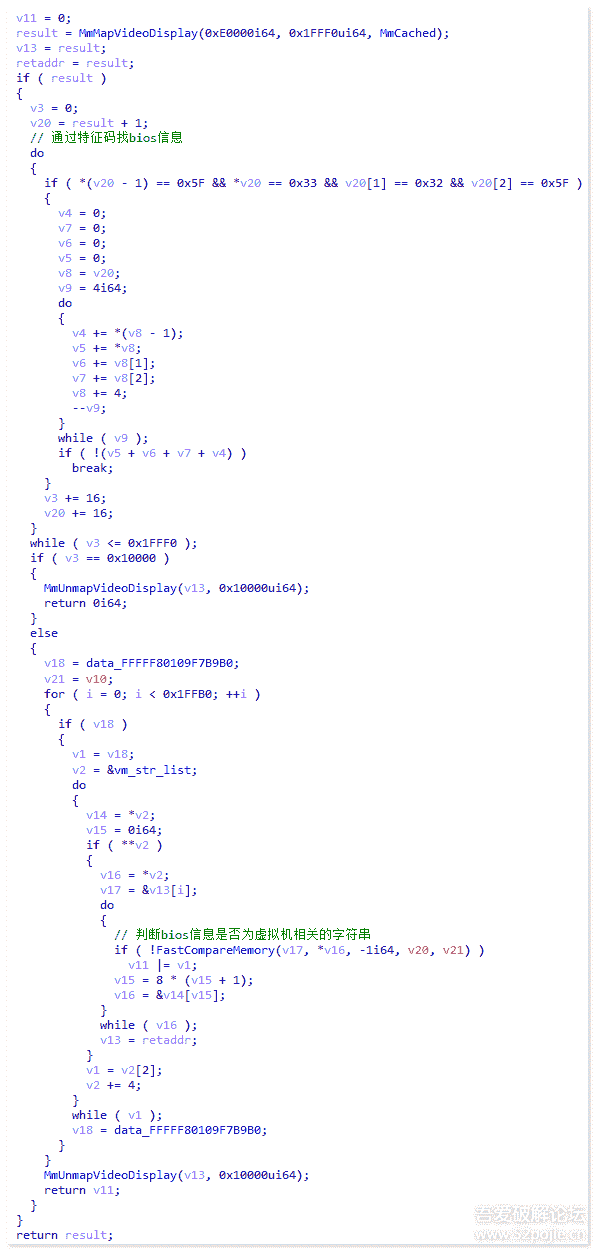 v11 = 0;
result = MmMapVideoDisplay(0xE0000i64, 0x1FFF0ui64, MmCached);
v13 = result;
retaddr = result;
if ( result )
{
v3 = 0;
v20 = result + 1;
// 通过特征码找bios信息
do
{
if ( *(v20 - 1) == 0x5F && *v20 == 0x33 && v20[1] == 0x32 && v20[2] == 0x5F )
{
v4 = 0;
v7 = 0;
v6 = 0;
v5 = 0;
v8 = v20;
v9 = 4i64;
do
{
v4 += *(v8 - 1);
v5 += *v8;
v6 += v8[1];
v7 += v8[2];
v8 += 4;
--v9;
}
while ( v9 );
if ( !(v5 + v6 + v7 + v4) )
break;
}
v3 += 16;
v20 += 16;
}
while ( v3 <= 0x1FFF0 );
if ( v3 == 0x10000 )
{
MmUnmapVideoDisplay(v13, 0x10000ui64);
return 0i64;
}
else
{
v18 = data_FFFFF80109F7B9B0;
v21 = v10;
for ( i = 0; i < 0x1FFB0; ++i )
{
if ( v18 )
{
v1 = v18;
v2 = &vm_str_list;
do
{
v14 = *v2;
v15 = 0i64;
if ( **v2 )
{
v16 = *v2;
v17 = &v13[i];
do
{
// 判断bios信息是否为虚拟机相关的字符串
if ( !FastCompareMemory(v17, *v16, -1i64, v20, v21) )
v11 |= v1;
v15 = 8 * (v15 + 1);
v16 = &v14[v15];
}
while ( v16 );
v13 = retaddr;
}
v1 = v2[2];
v2 += 4;
}
while ( v1 );
v18 = data_FFFFF80109F7B9B0;
}
}
MmUnmapVideoDisplay(v13, 0x10000ui64);
return v11;
}
}
return result;
吾爱破解论坛
www.52pojie.cn